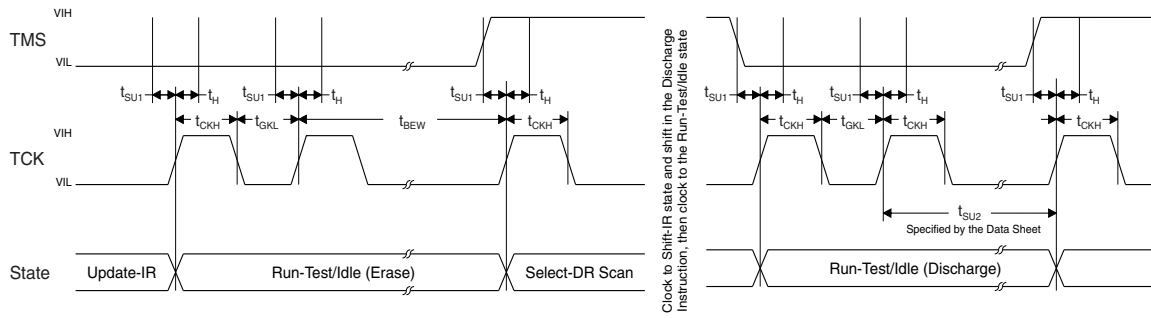 VIH
TMS
VIL
tSU1 tH tSU1 tH tSU1 tH
tCKH tGKL tBEW tCKH
VIH
TCK
VIL
State
Update-IR Run-Test/Idle (Erase) Select-DR Scan
Clock to Shift-IR state and shift in the Discharge
Instruction, then clock to the Run-Test/Idle state
tSU1 tH tSU1 tH tSU1 tH
tCKH tGKL tCKH tCKH
tSU2
Specified by the Data Sheet
Run-Test/Idle (Discharge)